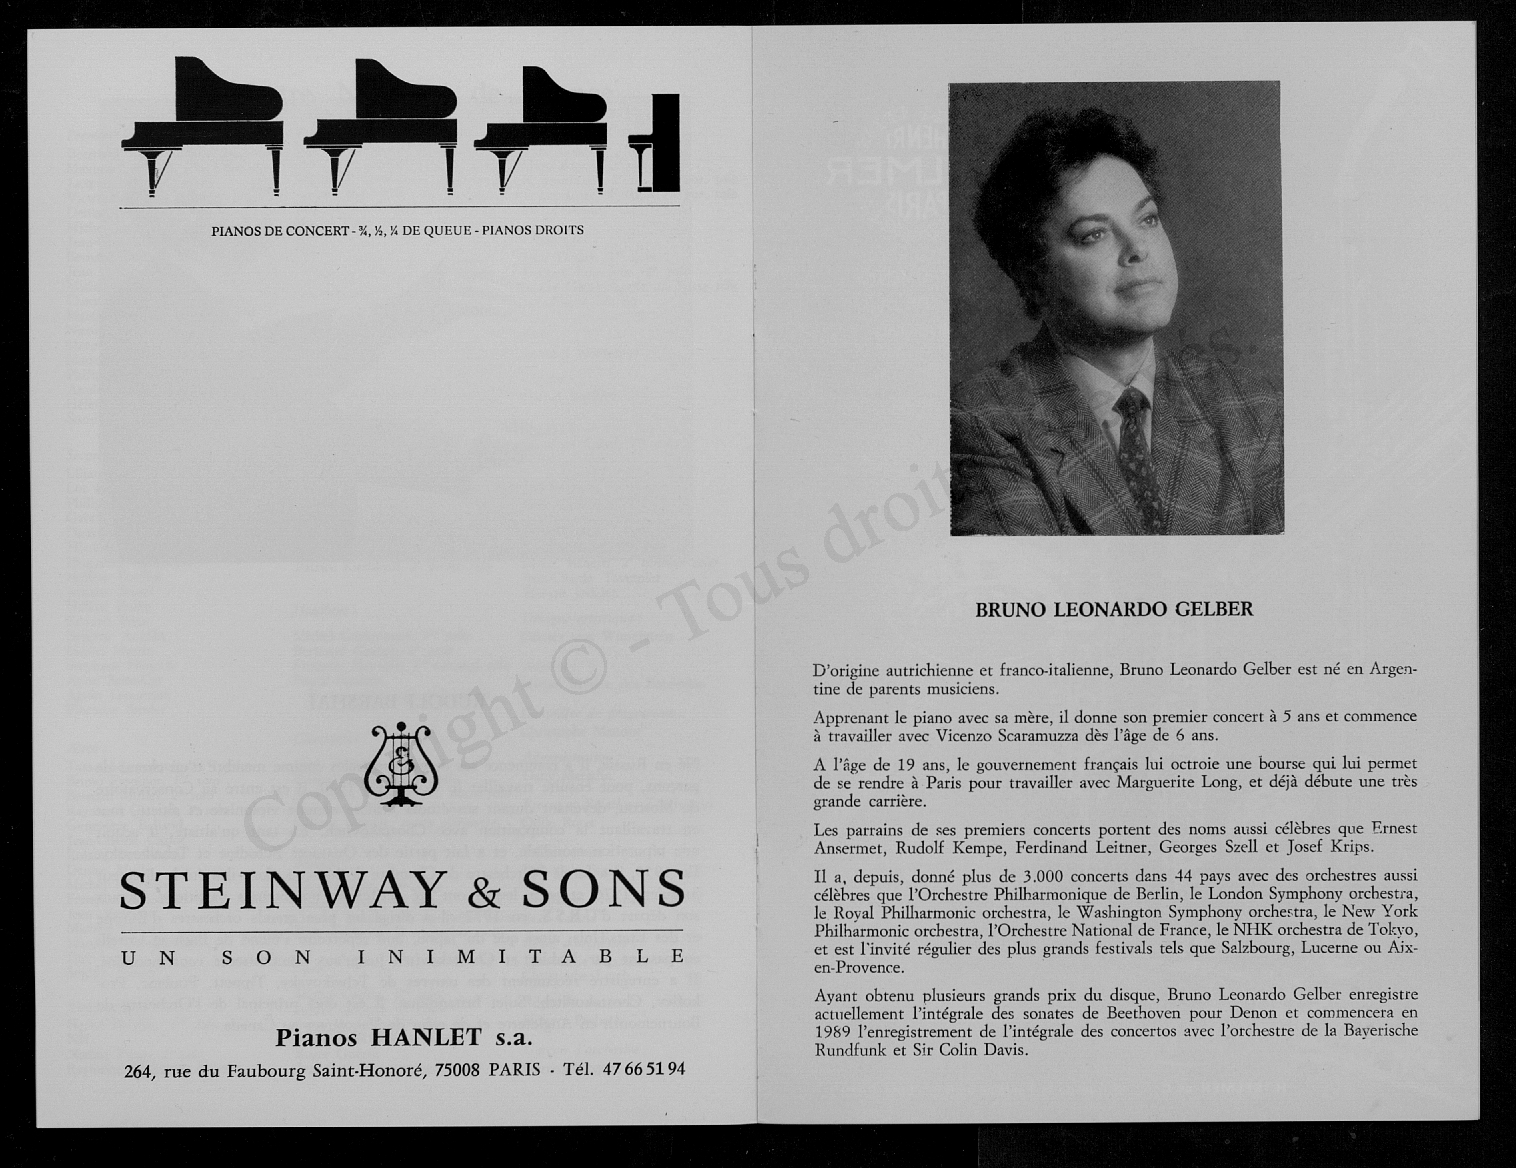 PIANOS DE CONCERT - ¾, ½, ¼ DE QUEUE - PIANOS DROITS
&
STEINWAY & SONS
UN SON INIMITABLE
Pianos HANLET s.a.
264, rue du Faubourg Saint-Honoré, 75008 PARIS - Tél. 47 66 51 94
Copyright © - Tous droits
BRUNO LEONARDO GELBER
D'origine autrichienne et franco-italienne, Bruno Leonardo Gelber est né en Argen-
tine de parents musiciens.
Apprenant le piano avec sa mère, il donne son premier concert à 5 ans et commence
à travailler avec Vicenzo Scaramuzza dès l'âge de 6 ans.
A l'âge de 19 ans, le gouvernement français lui octroie une bourse qui lui permet
de se rendre à Paris pour travailler avec Marguerite Long, et déjà débute une très
grande carrière.
Les parrains de ses premiers concerts portent des noms aussi célèbres que Ernest
Ansermet, Rudolf Kempe, Ferdinand Leitner, Georges Szell et Josef Krips.
Il a, depuis, donné plus de 3.000 concerts dans 44 pays avec des orchestres aussi
célèbres que l'Orchestre Philharmonique de Berlin, le London Symphony orchestra,
le Royal Philharmonic orchestra, le Washington Symphony orchestra, le New York
Philharmonic orchestra, l'Orchestre National de France, le NHK orchestra de Tokyo,
et est l'invité régulier des plus grands festivals tels que Salzbourg, Lucerne ou Aix-
en-Provence.
Ayant obtenu plusieurs grands prix du disque, Bruno Leonardo Gelber enregistre
actuellement l'intégrale des sonates de Beethoven pour Denon et commencera en
1989 l'enregistrement de l'intégrale des concertos avec l'orchestre de la Bayerische
Rundfunk et Sir Colin Davis.